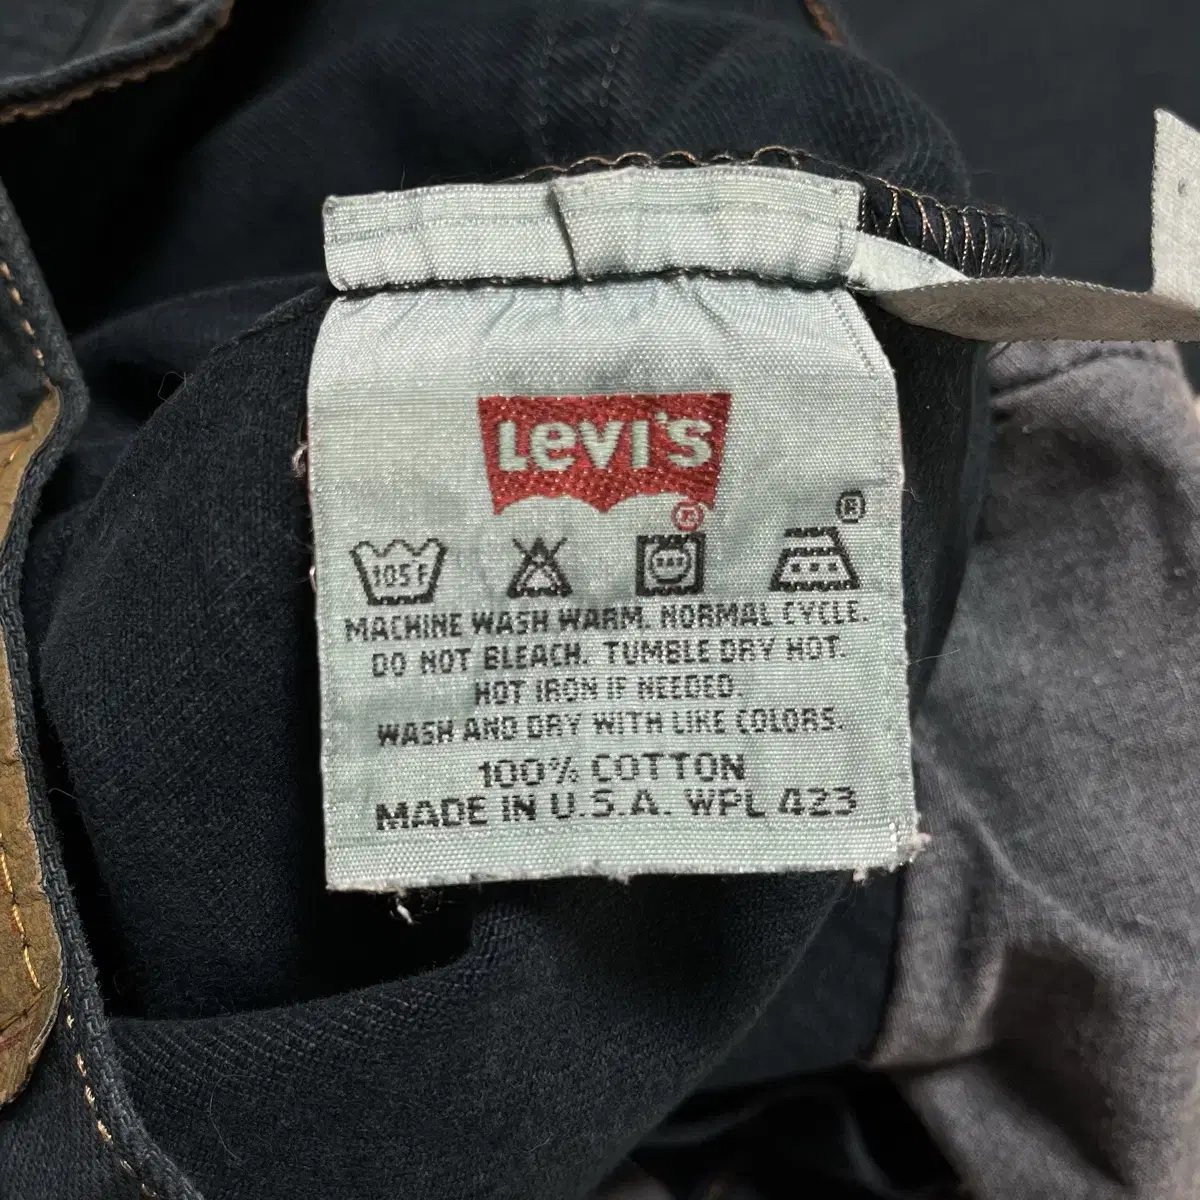 Levi's
®
®
105 F
MACHINE WASH WARM. NORMAL CYCLE.
DO NOT BLEACH. TUMBLE DRY HOT.
HOT IRON IF NEEDED.
WASH AND DRY WITH LIKE COLORS.
100% COTTON
MADE IN U.S.A. WPL 423